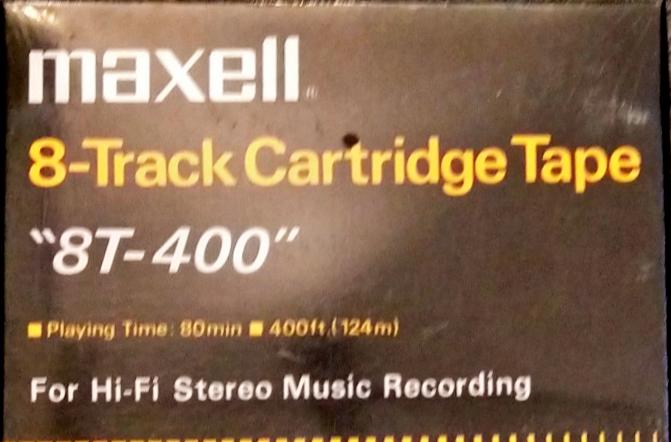 maxell
8-Track Cartridge Tape
"8T-400"
■ Playing Time: 80min ■ 400ft.(124m)
For Hi-Fi Stereo Music Recording